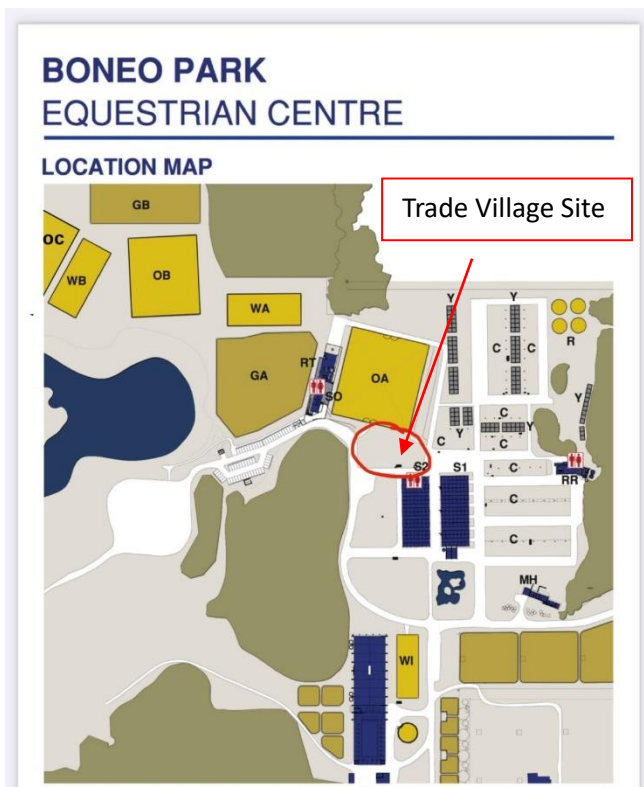 BONEO PARK
EQUESTRIAN CENTRE
LOCATION MAP
Trade Village Site
GB
OC
WB
OB
WA
Y
Y
R
RT
GA
OA
C
C
SO
Y
C
Y
Y
C
C
S2
S1
C
RR
C
C
MH
I
WI